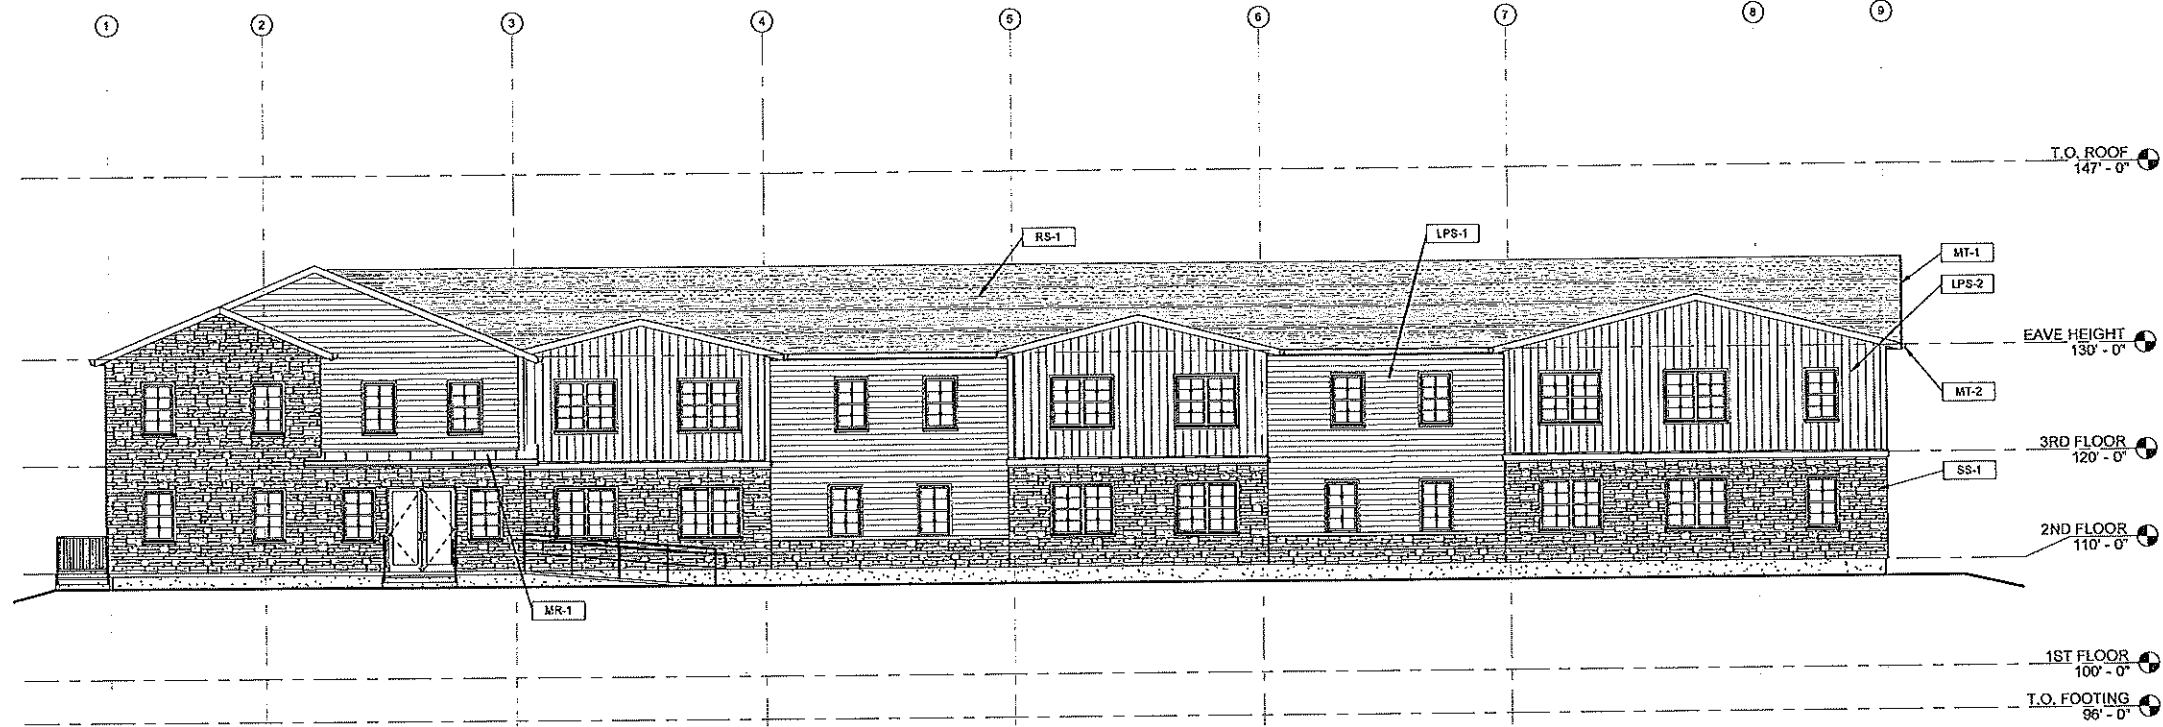 1 2 3 4 5 6 7 8 9
T.O. ROOF
147' - 0"
RS-1
LPS-1
MT-1
LPS-2
EAVE HEIGHT
130' - 0"
MT-2
3RD FLOOR
120' - 0"
SS-1
2ND FLOOR
110' - 0"
MR-1
1ST FLOOR
100' - 0"
T.O. FOOTING
96' - 0"